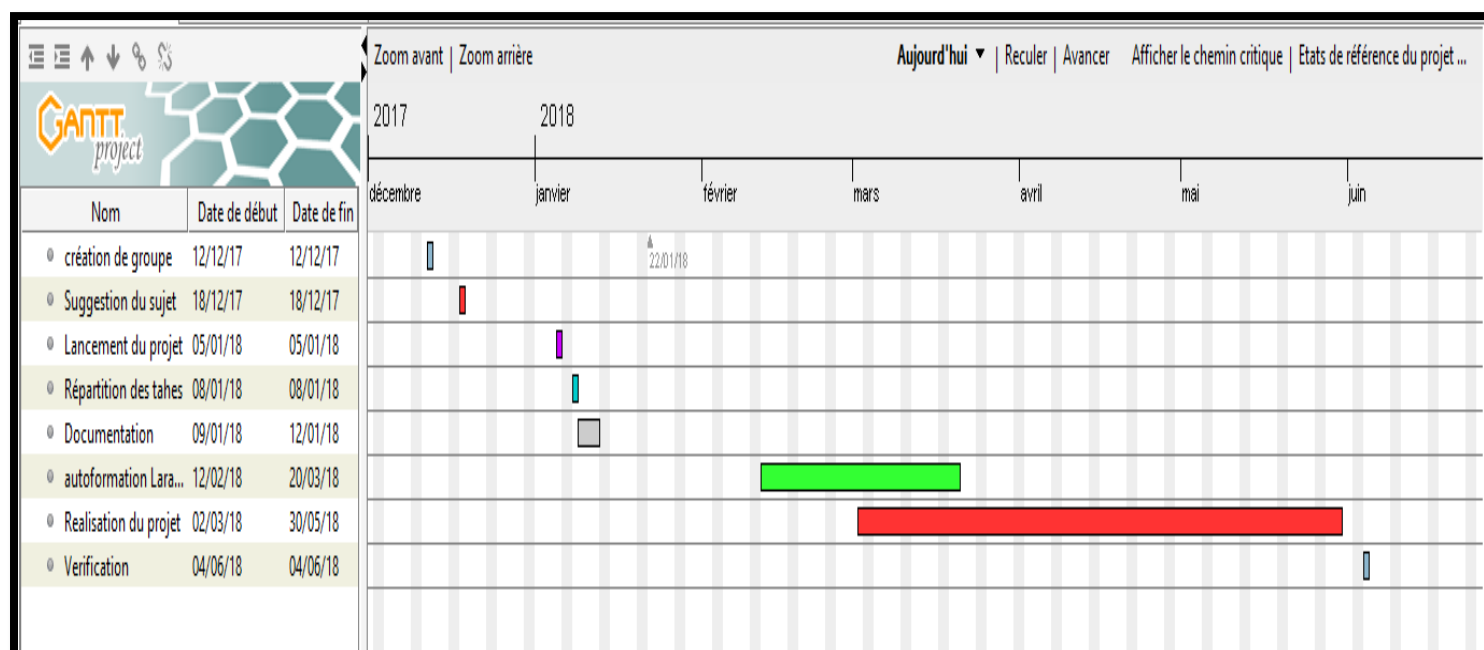 Zoom avant | Zoom arrière Aujourd'hui ▼ | Reculer | Avancer Afficher le chemin critique | Etats de référence du projet ...
GANTT
project
2017 2018
décembre janvier février mars avril mai juin
Nom Date de début Date de fin
création de groupe 12/12/17 12/12/17
22/01/18
Suggestion du sujet 18/12/17 18/12/17
Lancement du projet 05/01/18 05/01/18
Répartition des tahes 08/01/18 08/01/18
Documentation 09/01/18 12/01/18
autoformation Lara... 12/02/18 20/03/18
Realisation du projet 02/03/18 30/05/18
Verification 04/06/18 04/06/18